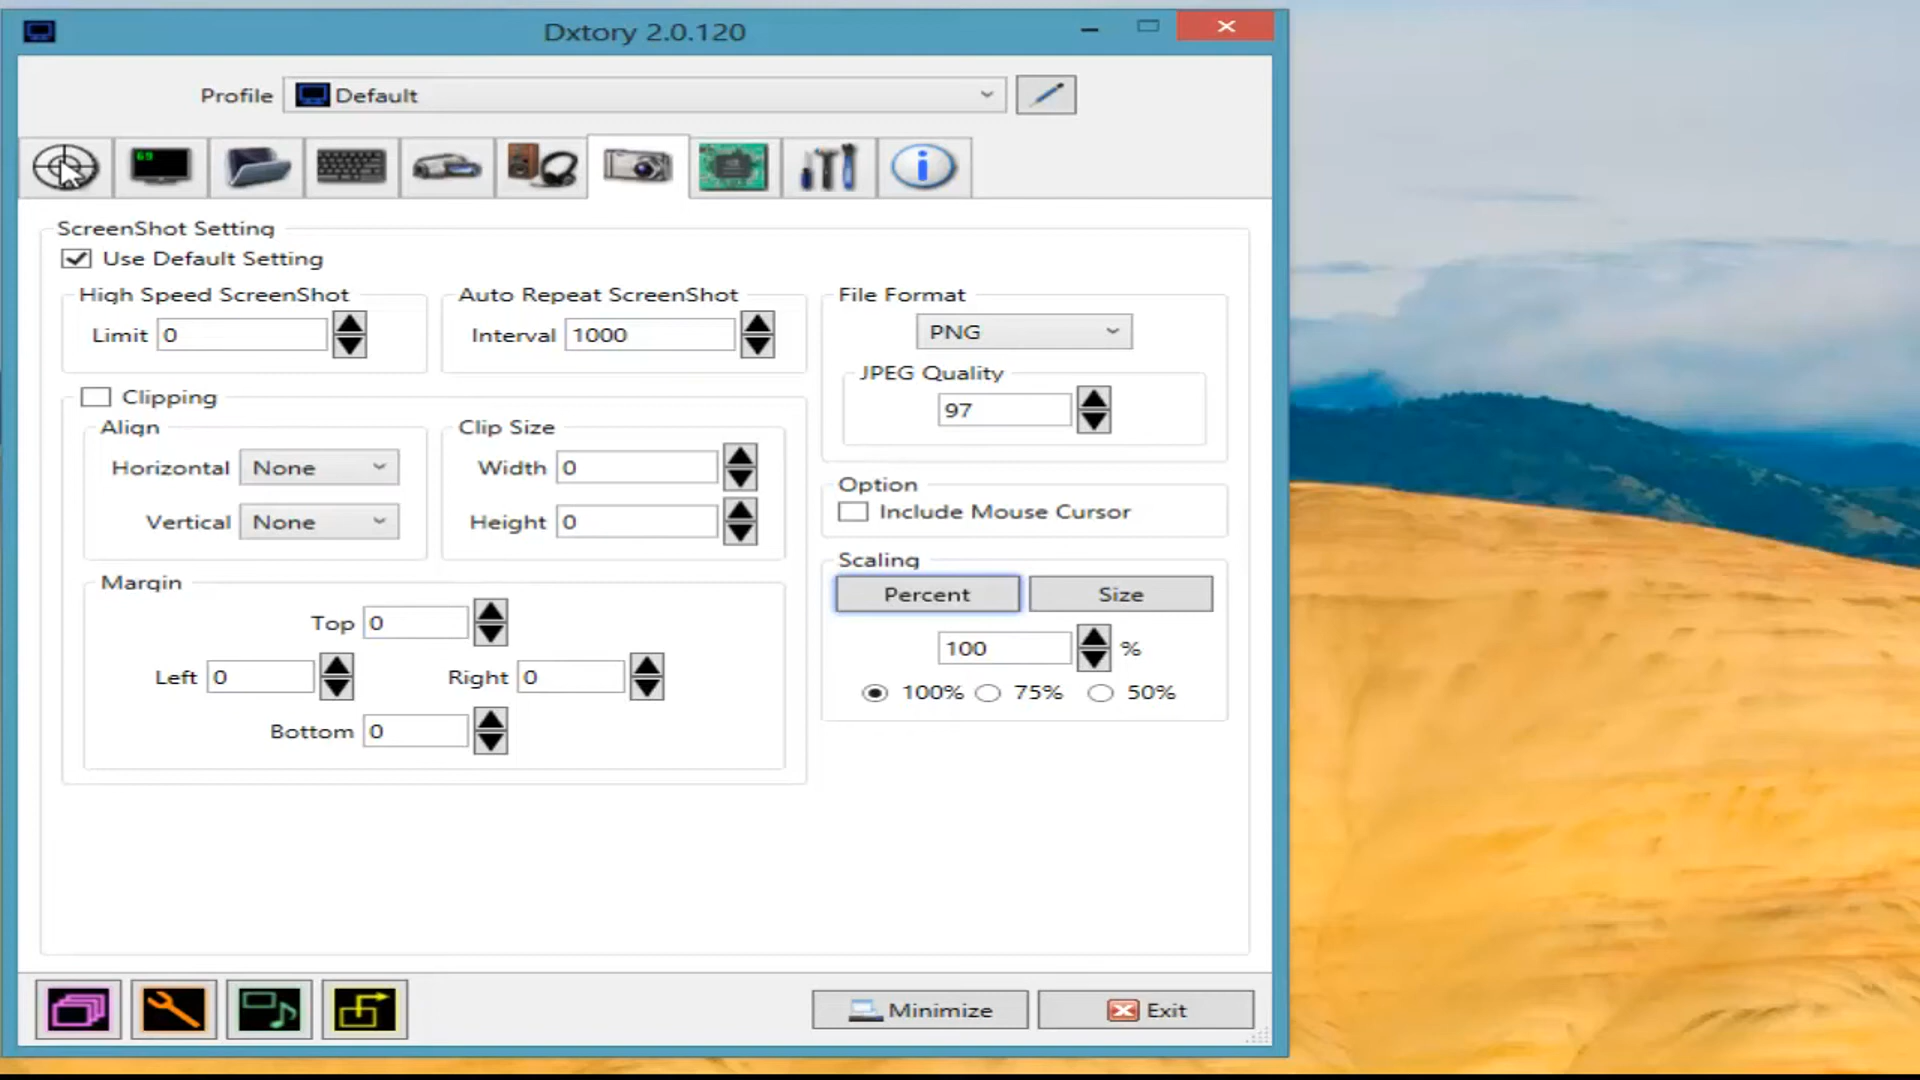 Dxtory 2.0.120
Profile Default
69
ScreenShot Setting
Use Default Setting
High Speed ScreenShot
Limit 0
Auto Repeat ScreenShot
Interval 1000
File Format
PNG
JPEG Quality
97
Clipping
Align
Horizontal None
Vertical None
Clip Size
Width 0
Height 0
Option
Include Mouse Cursor
Margin
Top 0
Left 0
Right 0
Bottom 0
Scaling
Percent Size
100 %
100% 75% 50%
Minimize Exit